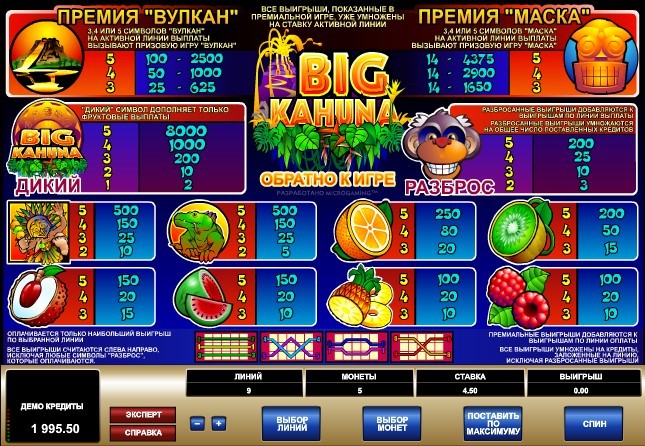 ПРЕМИЯ "ВУЛКАН"
3,4 ИЛИ 5 СИМВОЛОВ "ВУЛКАН"
НА АКТИВНОЙ ЛИНИИ ВЫПЛАТЫ
ВЫЗЫВАЮТ ПРИЗОВУЮ ИГРУ "ВУЛКАН"
5 100 - 2500
4 50 - 1000
3 25 - 625
ВСЕ ВЫИГРЫШИ, ПОКАЗАННЫЕ В
ПРЕМИАЛЬНОЙ ИГРЕ, УЖЕ УМНОЖЕНЫ
НА СТАВКУ АКТИВНОЙ ЛИНИИ
ПРЕМИЯ "МАСКА"
3,4 ИЛИ 5 СИМВОЛОВ "МАСКА"
НА АКТИВНОЙ ЛИНИИ ВЫПЛАТЫ
ВЫЗЫВАЮТ ПРИЗОВУЮ ИГРУ "МАСКА"
14 - 4375 5
14 - 2900 4
14 - 1650 3
BIG
KAHUNA
ОБРАТНО К ИГРЕ
РАЗРАБОТАНО MICROGAMING™
BIG
KAHUNA
ДИКИЙ
"ДИКИЙ" СИМВОЛ ДОПОЛНЯЕТ ТОЛЬКО
ФРУКТОВЫЕ ВЫПЛАТЫ
5 8000
4 1000
3 200
2 10
1 2
РАЗБРОС
РАЗБРОСАННЫЕ ВЫИГРЫШИ ДОБАВЛЯЮТСЯ К
ВЫИГРЫШАМ ПО ЛИНИИ ВЫПЛАТЫ
РАЗБРОСАННЫЕ ВЫИГРЫШИ УМНОЖАЮТСЯ
НА ОБЩЕЕ ЧИСЛО ПОСТАВЛЕННЫХ КРЕДИТОВ
5 200
4 25
3 10
2 3
5 500
4 150
3 25
2 10
5 500
4 150
3 25
2 5
5 250
4 80
3 20
5 200
4 50
3 15
5 150
4 20
3 15
5 150
4 20
3 10
5 100
4 20
3 10
5 100
4 20
3 10
ОПЛАЧИВАЕТСЯ ТОЛЬКО НАИБОЛЬШИЙ ВЫИГРЫШ
ПО ВЫБРАННОЙ ЛИНИИ
ВСЕ ВЫИГРЫШИ СЧИТАЮТСЯ СЛЕВА НАПРАВО,
ИСКЛЮЧАЯ ЛЮБЫЕ СИМВОЛЫ "РАЗБРОС",
КОТОРЫЕ ОПЛАЧЕНЫ.
ПРЕМИАЛЬНЫЕ ВЫИГРЫШИ ДОБАВЛЯЮТСЯ К
ВЫИГРЫШАМ ПО ЛИНИИ ОПЛАТЫ
ВСЕ ВЫИГРЫШИ УМНОЖЕНЫ НА КРЕДИТЫ,
ЗАЛОЖЕННЫЕ НА ЛИНИЮ,
ИСКЛЮЧАЯ РАЗБРОСАННЫЕ ВЫИГРЫШИ
ЛИНИЙ МОНЕТЫ СТАВКА ВЫИГРЫШ
9 5 4.50 0.00
ДЕМО КРЕДИТЫ
1 995.50
ЭКСПЕРТ
СПРАВКА
- +
ВЫБОР
ЛИНИЙ
ВЫБОР
МОНЕТ
ПОСТАВИТЬ
ПО
МАКСИМУМУ
СПИН